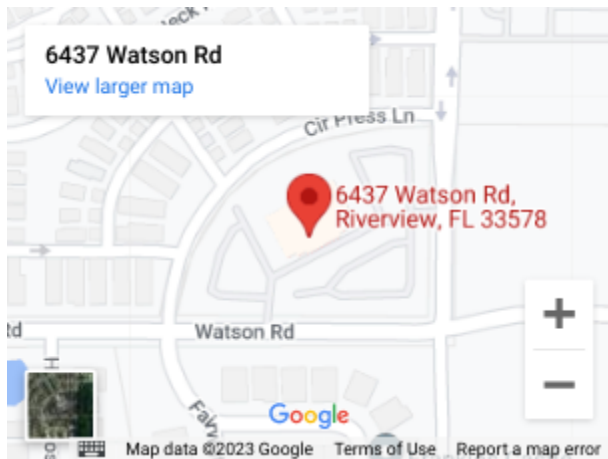 6437 Watson Rd
View larger map
Cir Press Ln
6437 Watson Rd,
Riverview, FL 33578
Watson Rd
Google
Map data ©2023 Google Terms of Use Report a map error